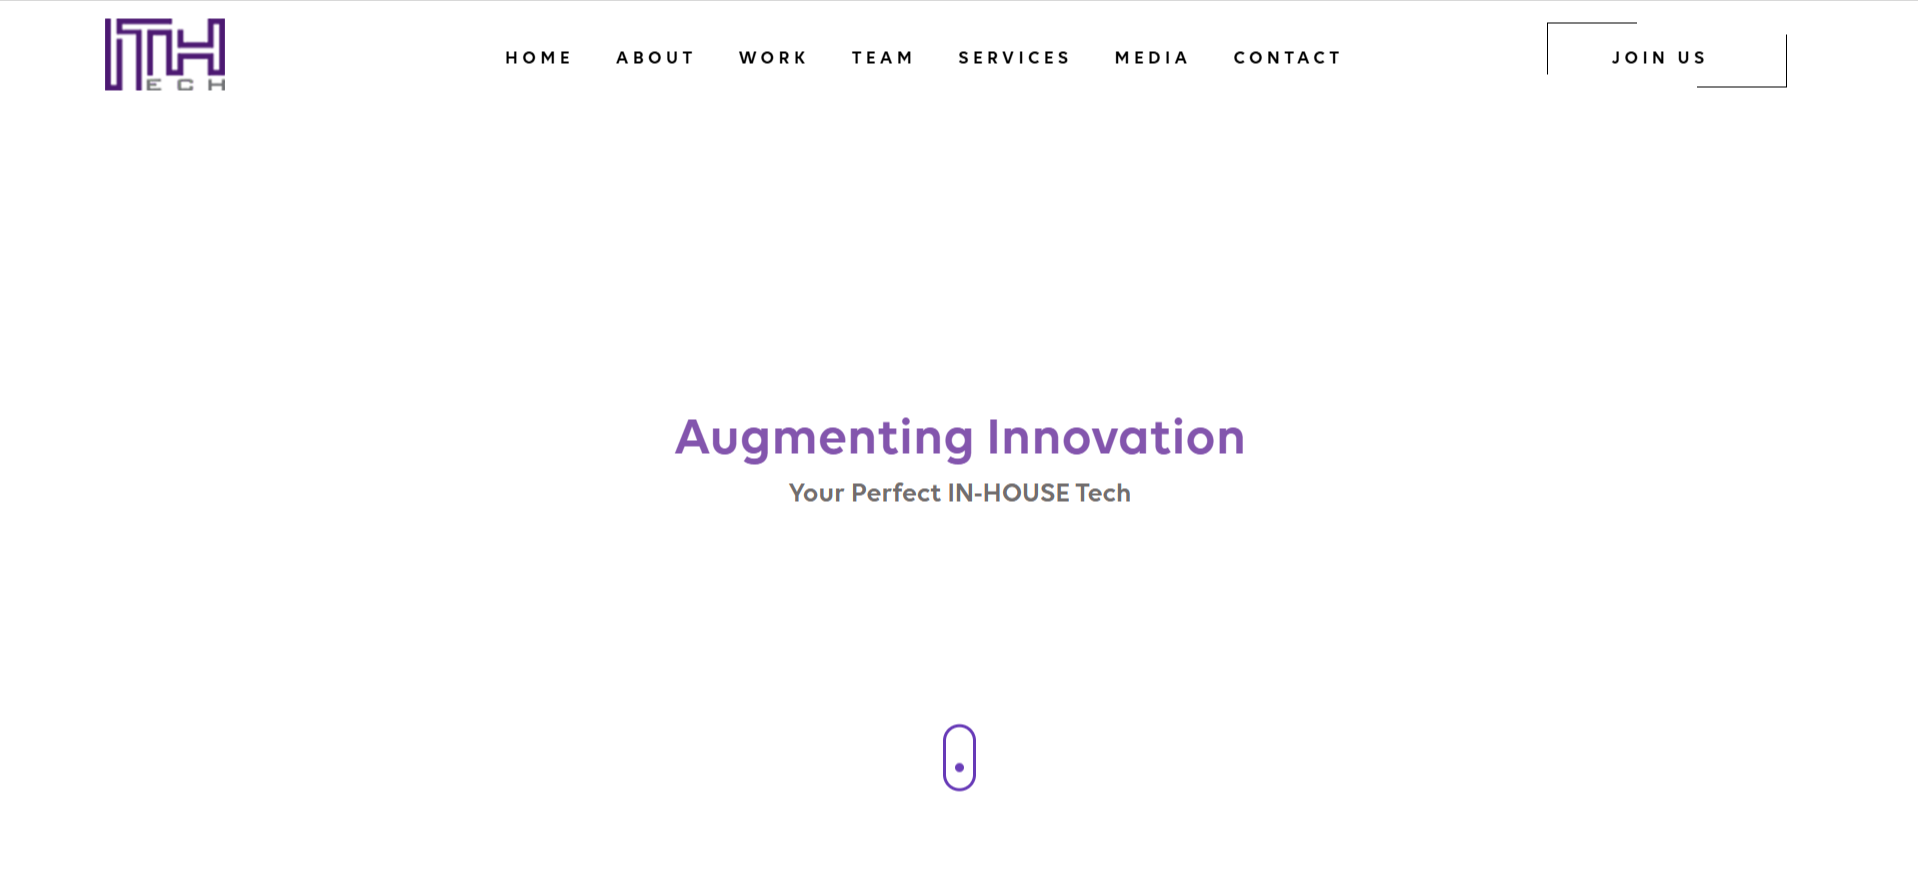 ITH
ECH
HOME ABOUT WORK TEAM SERVICES MEDIA CONTACT JOIN US
Augmenting Innovation
Your Perfect IN-HOUSE Tech